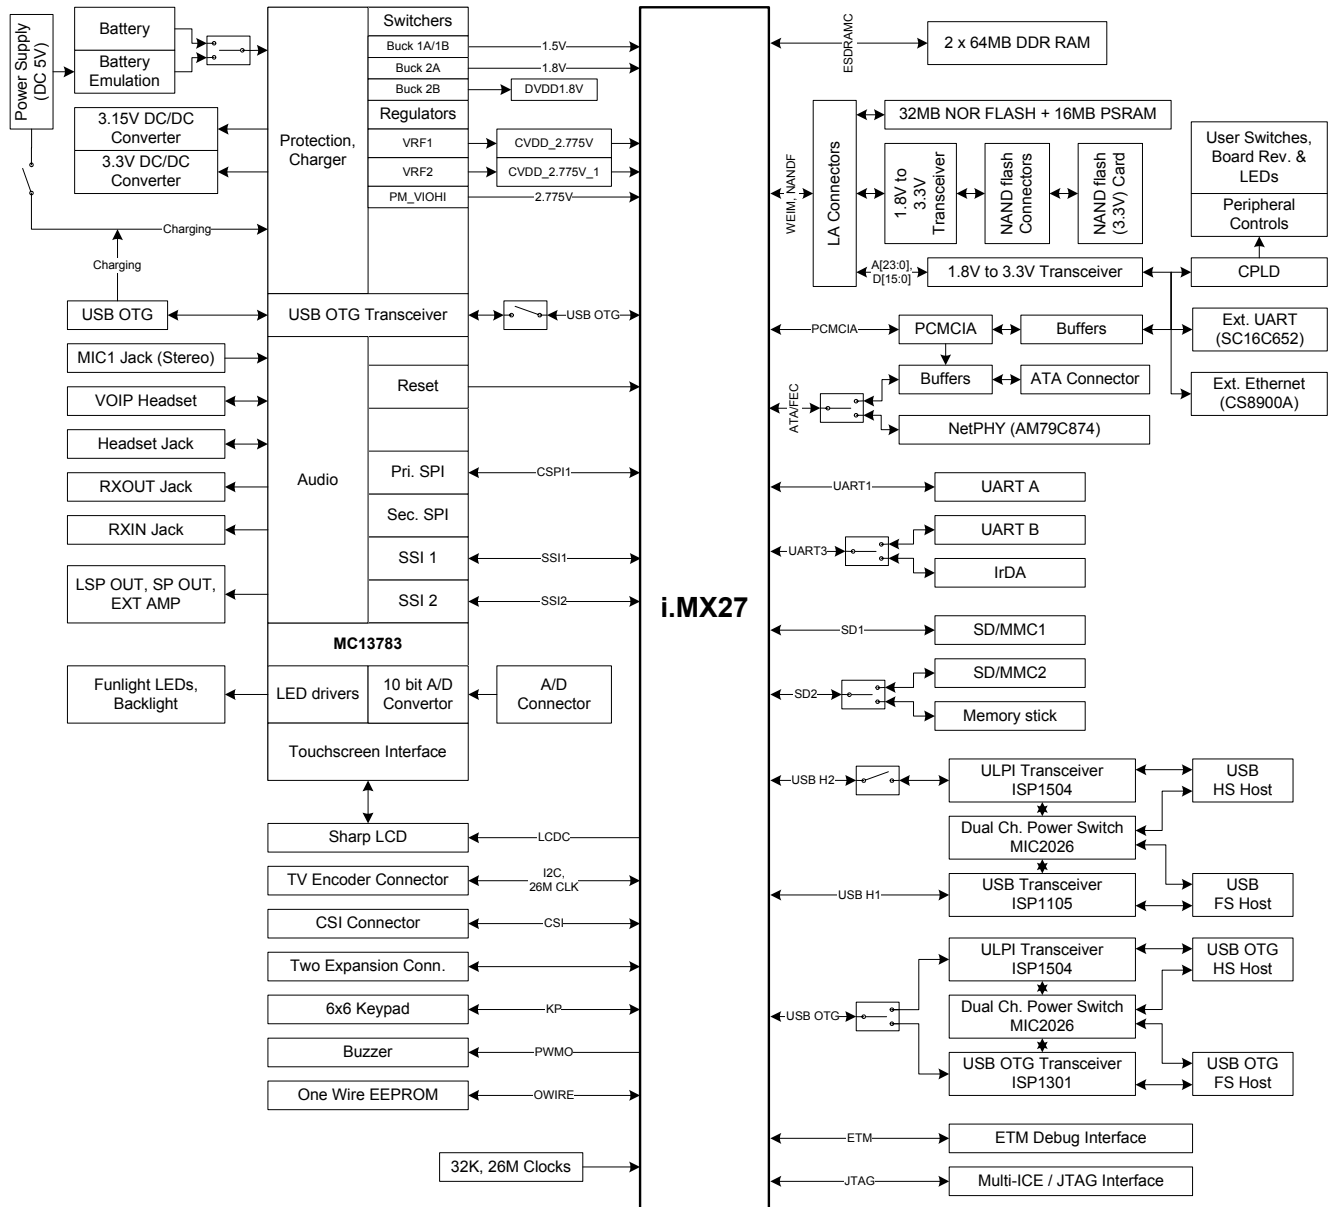 Power Supply
(DC 5V)
Battery
Battery
Emulation
3.15V DC/DC
Converter
3.3V DC/DC
Converter
Charging
Charging
USB OTG
MIC1 Jack (Stereo)
VOIP Headset
Headset Jack
RXOUT Jack
RXIN Jack
LSP OUT, SP OUT,
EXT AMP
Funlight LEDs,
Backlight
Protection,
Charger
Switchers
Buck 1A/1B
Buck 2A
Buck 2B
Regulators
VRF1
VRF2
PM_VIOHI
1.5V
1.8V
DVDD1.8V
CVDD_2.775V
CVDD_2.775V_1
2.775V
USB OTG Transceiver
USB OTG
Audio
Reset
Pri. SPI
CSPI1
Sec. SPI
SSI 1
SSI1
SSI 2
SSI2
MC13783
LED drivers
10 bit A/D
Convertor
A/D
Connector
Touchscreen Interface
Sharp LCD
LCDC
TV Encoder Connector
I2C,
26M CLK
CSI Connector
CSI
Two Expansion Conn.
6x6 Keypad
KP
Buzzer
PWMO
One Wire EEPROM
OWIRE
32K, 26M Clocks
i.MX27
ESDRAMC
2 x 64MB DDR RAM
WEIM, NANDF
LA Connectors
32MB NOR FLASH + 16MB PSRAM
1.8V to
3.3V
Transceiver
NAND flash
Connectors
NAND flash
(3.3V) Card
User Switches,
Board Rev. &
LEDs
Peripheral
Controls
A[23:0],
D[15:0]
1.8V to 3.3V Transceiver
CPLD
PCMCIA
PCMCIA
Buffers
Ext. UART
(SC16C652)
ATA/FEC
Buffers
ATA Connector
Ext. Ethernet
(CS8900A)
NetPHY (AM79C874)
UART1
UART A
UART3
UART B
IrDA
SD1
SD/MMC1
SD2
SD/MMC2
Memory stick
USB H2
ULPI Transceiver
ISP1504
USB
HS Host
Dual Ch. Power Switch
MIC2026
USB H1
USB Transceiver
ISP1105
USB
FS Host
USB OTG
ULPI Transceiver
ISP1504
USB OTG
HS Host
Dual Ch. Power Switch
MIC2026
USB OTG Transceiver
ISP1301
USB OTG
FS Host
ETM
ETM Debug Interface
JTAG
Multi-ICE / JTAG Interface